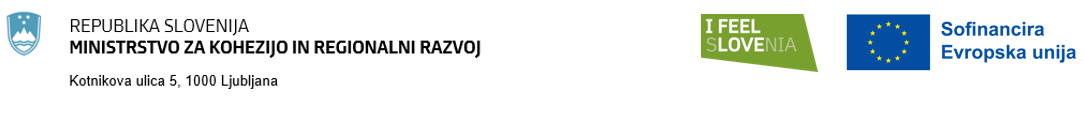 REPUBLIKA SLOVENIJA
MINISTRSTVO ZA KOHEZIJO IN REGIONALNI RAZVOJ
Kotnikova ulica 5, 1000 Ljubljana
I FEEL
SLOVENIA
Sofinancira
Evropska unija